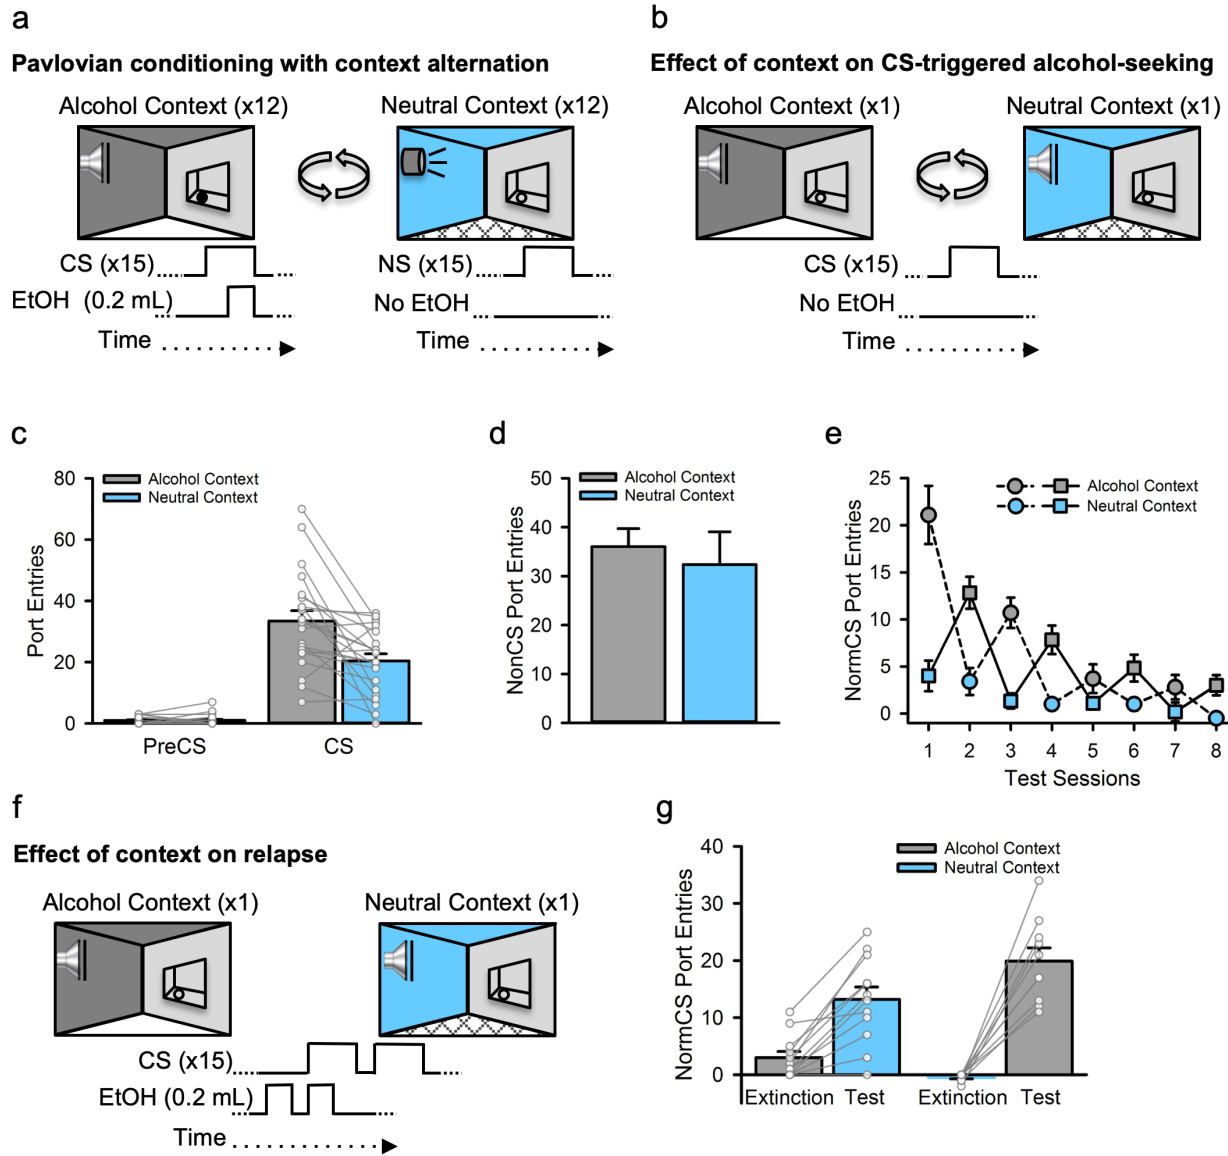 a
Pavlovian conditioning with context alternation
Alcohol Context (x12)
Neutral Context (x12)
CS (x15)
EtOH (0.2 mL)
Time
NS (x15)
No EtOH
Time
b
Effect of context on CS-triggered alcohol-seeking
Alcohol Context (x1)
Neutral Context (x1)
CS (x15)
No EtOH
Time
c
Port Entries
80
60
40
20
0
Alcohol Context
Neutral Context
PreCS
CS
d
NonCS Port Entries
50
40
30
20
10
0
Alcohol Context
Neutral Context
e
NormCS Port Entries
25
20
15
10
5
0
Alcohol Context
Neutral Context
1 2 3 4 5 6 7 8
Test Sessions
f
Effect of context on relapse
Alcohol Context (x1)
Neutral Context (x1)
CS (x15)
EtOH (0.2 mL)
Time
g
NormCS Port Entries
40
30
20
10
0
Alcohol Context
Neutral Context
Extinction Test Extinction Test